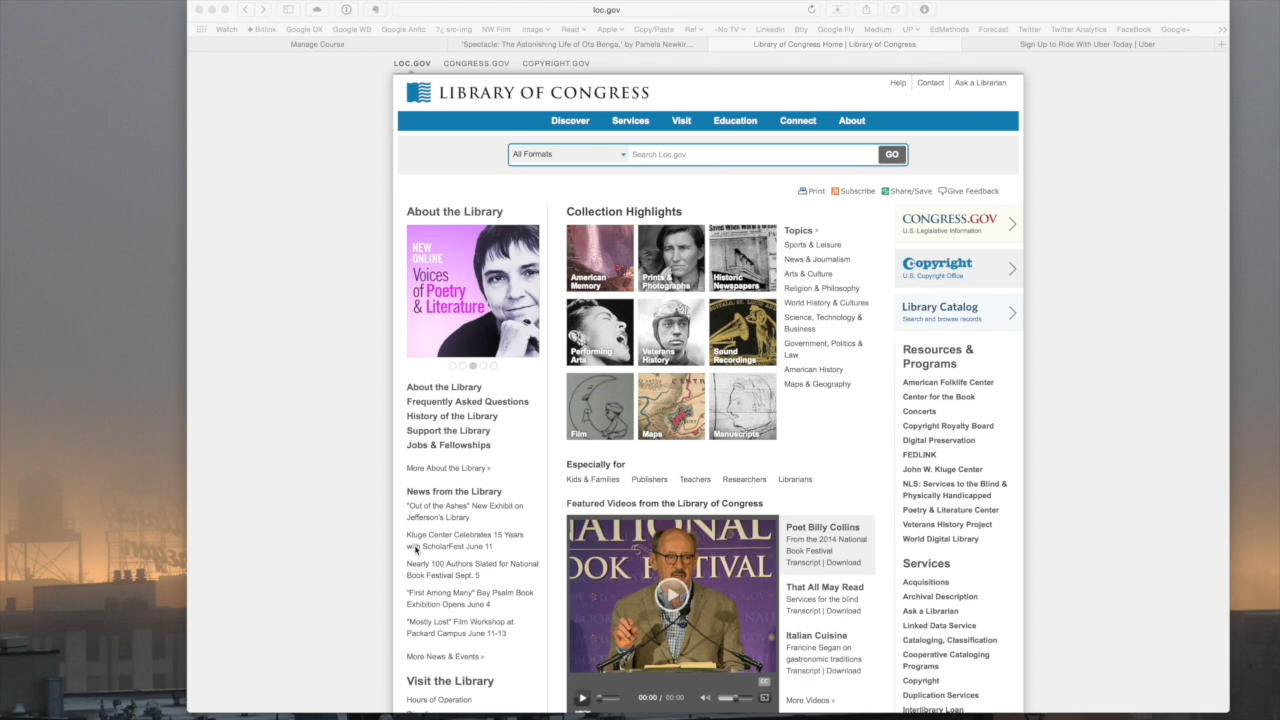 loc.gov
Watch
Bitlink
Google DX
Google WB
Google Anltc
?¿ src-img
NW Film
Image
Read
Apple
Copy/Paste
Ref
-No TV
LinkedIn
Btly
Google Fly
Medium
UP
EdMethods
Forecast
Twitter
Twitter Analytics
FaceBook
Google+
Manage Course
'Spectacle: The Astonishing Life of Ota Benga,' by Pamela Newkir...
Library of Congress Home | Library of Congress
Sign Up to Ride With Uber Today | Uber
LOC.GOV
CONGRESS.GOV
COPYRIGHT.GOV
LIBRARY OF CONGRESS
Help
Contact
Ask a Librarian
Discover
Services
Visit
Education
Connect
About
All Formats
Search Loc.gov
GO
Print
Subscribe
Share/Save
Give Feedback
About the Library
NEW
ONLINE
Voices
of Poetry
& Literature
About the Library
Frequently Asked Questions
History of the Library
Support the Library
Jobs & Fellowships
More About the Library »
News from the Library
"Out of the Ashes" New Exhibit on
Jefferson's Library
Kluge Center Celebrates 15 Years
with ScholarFest June 11
Nearly 100 Authors Slated for National
Book Festival Sept. 5
"First Among Many" Bay Psalm Book
Exhibition Opens June 4
"Mostly Lost" Film Workshop at
Packard Campus June 11-13
More News & Events »
Visit the Library
Hours of Operation
Collection Highlights
American
Memory
Prints &
Photographs
Historic
Newspapers
Performing
Arts
Veterans
History
Sound
Recordings
Film
Maps
Manuscripts
Topics »
Sports & Leisure
News & Journalism
Arts & Culture
Religion & Philosophy
World History & Cultures
Science, Technology &
Business
Government, Politics &
Law
American History
Maps & Geography
Especially for
Kids & Families
Publishers
Teachers
Researchers
Librarians
Featured Videos from the Library of Congress
NATIONAL
BOOK FESTIVAL
CC
00:00 / 00:00
Poet Billy Collins
From the 2014 National
Book Festival
Transcript | Download
That All May Read
Services for the blind
Transcript | Download
Italian Cuisine
Francine Segan on
gastronomic traditions
Transcript | Download
More Videos »
CONGRESS.GOV
U.S. Legislative Information
Copyright
U.S. Copyright Office
Library Catalog
Search and browse records
Resources &
Programs
American Folklife Center
Center for the Book
Concerts
Copyright Royalty Board
Digital Preservation
FEDLINK
John W. Kluge Center
NLS: Services to the Blind &
Physically Handicapped
Poetry & Literature Center
Veterans History Project
World Digital Library
Services
Acquisitions
Archival Description
Ask a Librarian
Linked Data Service
Cataloging, Classification
Cooperative Cataloging
Programs
Copyright
Duplication Services
Interlibrary Loan